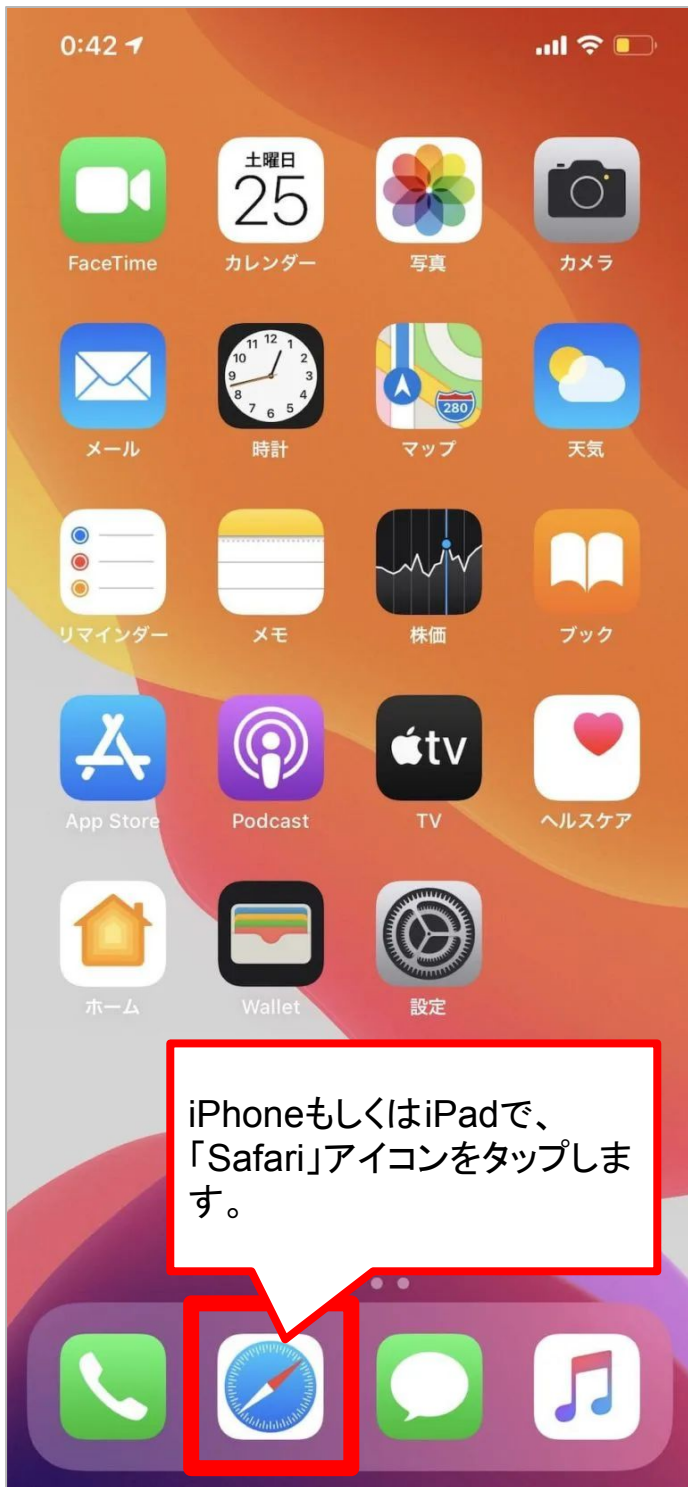 0:42
土曜日
25
FaceTime
カレンダー
写真
カメラ
11 12 1
10 2
9 3
8 4
7 6 5
280
メール
時計
マップ
天気
リマインダー
メモ
株価
ブック
tv
App Store
Podcast
TV
ヘルスケア
ホーム
Wallet
設定
iPhoneもしくはiPadで、
「Safari」アイコンをタップしま
す。